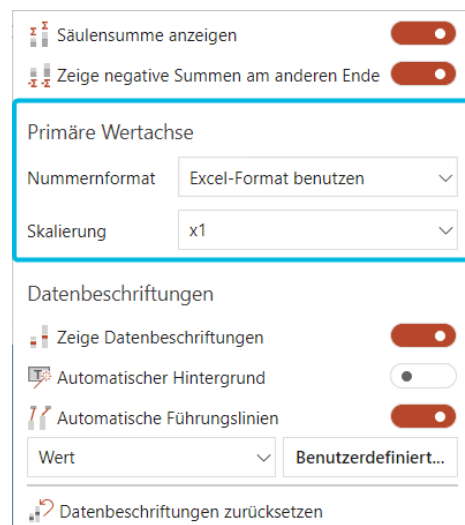 Säulensumme anzeigen
Zeige negative Summen am anderen Ende
Primäre Wertachse
Nummernformat Excel-Format benutzen
Skalierung x1
Datenbeschriftungen
Zeige Datenbeschriftungen
Automatischer Hintergrund
Automatische Führungslinien
Wert Benutzerdefiniert...
Datenbeschriftungen zurücksetzen